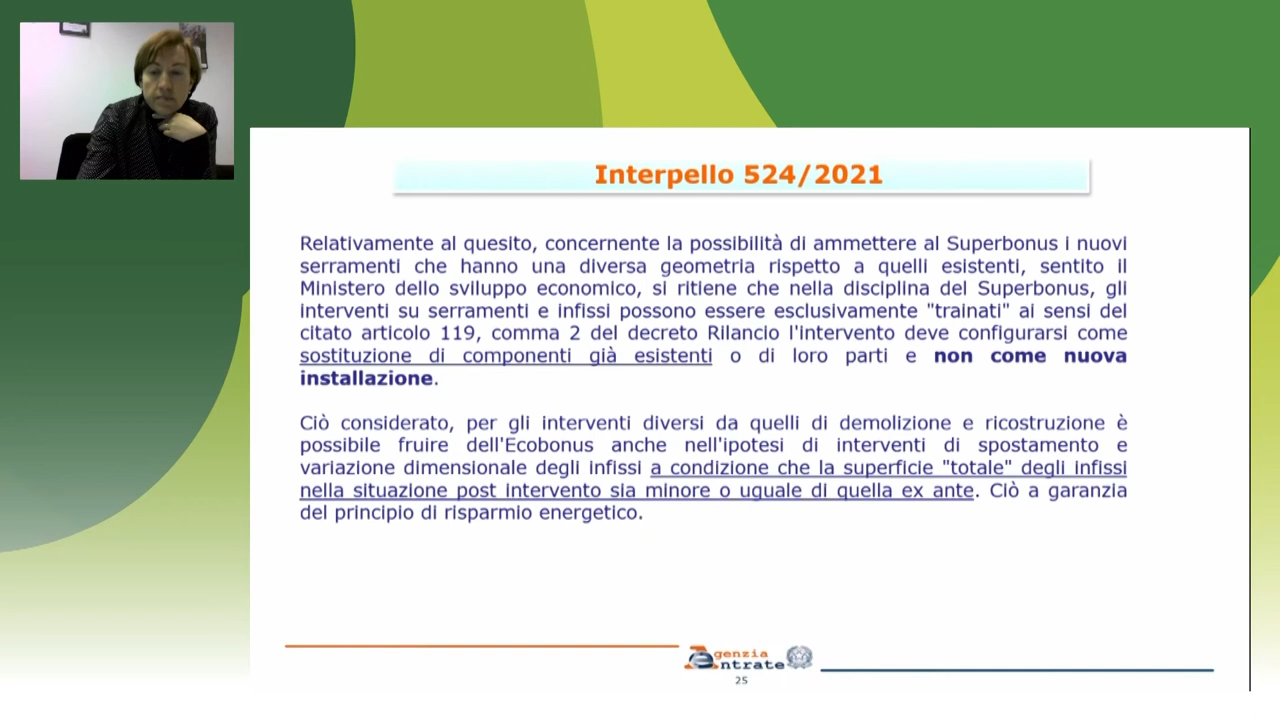 Interpello 524/2021
Relativamente al quesito, concernente la possibilità di ammettere al Superbonus i nuovi
serramenti che hanno una diversa geometria rispetto a quelli esistenti, sentito il
Ministero dello sviluppo economico, si ritiene che nella disciplina del Superbonus, gli
interventi su serramenti e infissi possono essere esclusivamente "trainati" ai sensi del
citato articolo 119, comma 2 del decreto Rilancio l'intervento deve configurarsi come
sostituzione di componenti già esistenti o di loro parti e non come nuova
installazione.
Ciò considerato, per gli interventi diversi da quelli di demolizione e ricostruzione è
possibile fruire dell'Ecobonus anche nell'ipotesi di interventi di spostamento e
variazione dimensionale degli infissi a condizione che la superficie "totale" degli infissi
nella situazione post intervento sia minore o uguale di quella ex ante. Ciò a garanzia
del principio di risparmio energetico.
genzia
ntrate
25